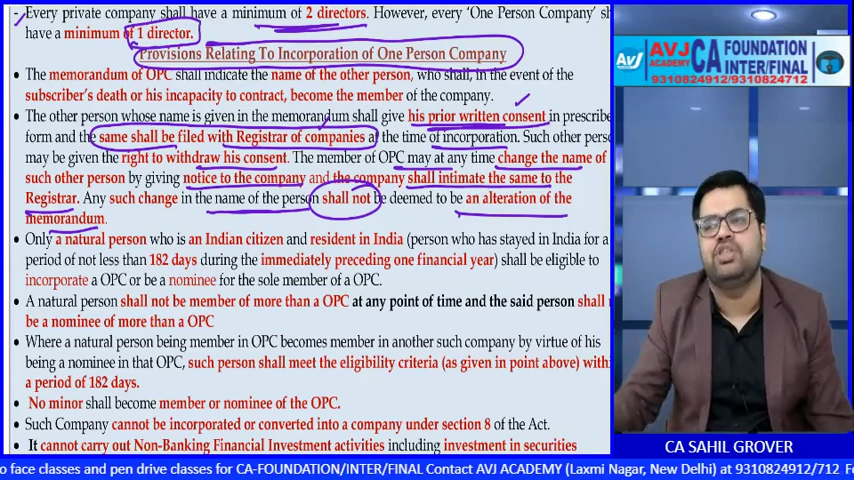 - Every private company shall have a minimum of 2 directors. However, every 'One Person Company'
have a minimum of 1 director.
Provisions Relating To Incorporation of One Person Company
• The memorandum of OPC shall indicate the name of the other person, who shall, in the event of the
subscriber's death or his incapacity to contract, become the member of the company.
• The other person whose name is given in the memorandum shall give his prior written consent in
form and the same shall be filed with Registrar of companies at the time of incorporation. Such other
may be given the right to withdraw his consent. The member of OPC may at any time change the name of
such other person by giving notice to the company and the company shall intimate the same to the
Registrar. Any such change in the name of the person shall not be deemed to be an alteration of the
memorandum.
• Only a natural person who is an Indian citizen and resident in India (person who has stayed in India for a
period of not less than 182 days during the immediately preceding one financial year) shall be eligible to
incorporate a OPC or be a nominee for the sole member of a OPC.
• A natural person shall not be member of more than a OPC at any point of time and the said person shall
be a nominee of more than a OPC
• Where a natural person being member in OPC becomes member in another such company by virtue of his
being a nominee in that OPC, such person shall meet the eligibility criteria (as given in point above)
a period of 182 days.
• No minor shall become member or nominee of the OPC.
• Such Company cannot be incorporated or converted into a company under section 8 of the Act.
• It cannot carry out Non-Banking Financial Investment activities including investment in securities
AVJ
ACADEMY
AVJ
ACADEMY
CA
FOUNDATION
INTER/FINAL
9310824912/9310824712
CA SAHIL GROVER
o face classes and pen drive classes for CA-FOUNDATION/INTER/FINAL Contact AVJ ACADEMY (Laxmi Nagar, New Delhi) at 9310824912/712